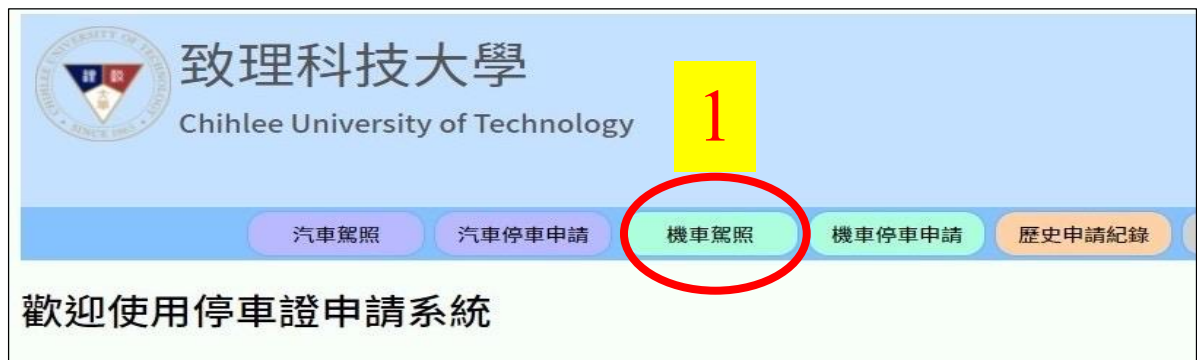 致理科技大學
Chihlee University of Technology
1
汽車駕照 汽車停車申請 機車駕照 機車停車申請 歷史申請紀錄
歡迎使用停車證申請系統